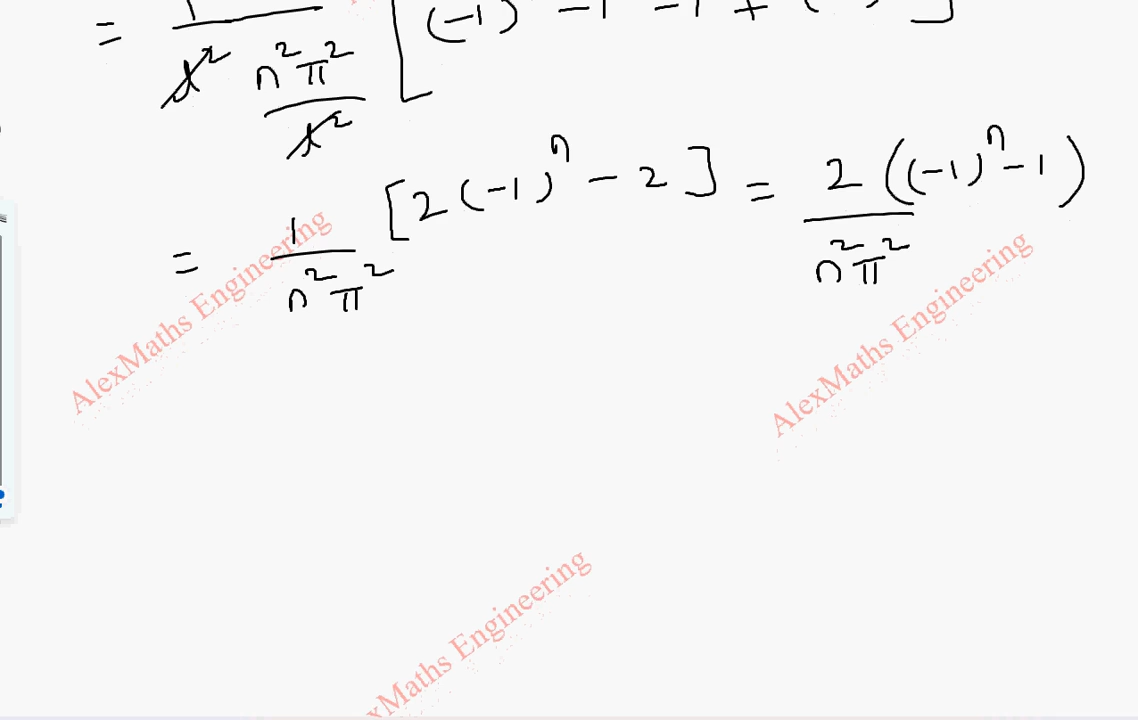 = 1 / (l² n²π² / l²) [(-1) -1 -1 + (
= 1/n²π² [2(-1)ⁿ - 2] = 2((-1)ⁿ - 1) / n²π²
AlexMaths Engineering
AlexMaths Engineering
AlexMaths Engineering